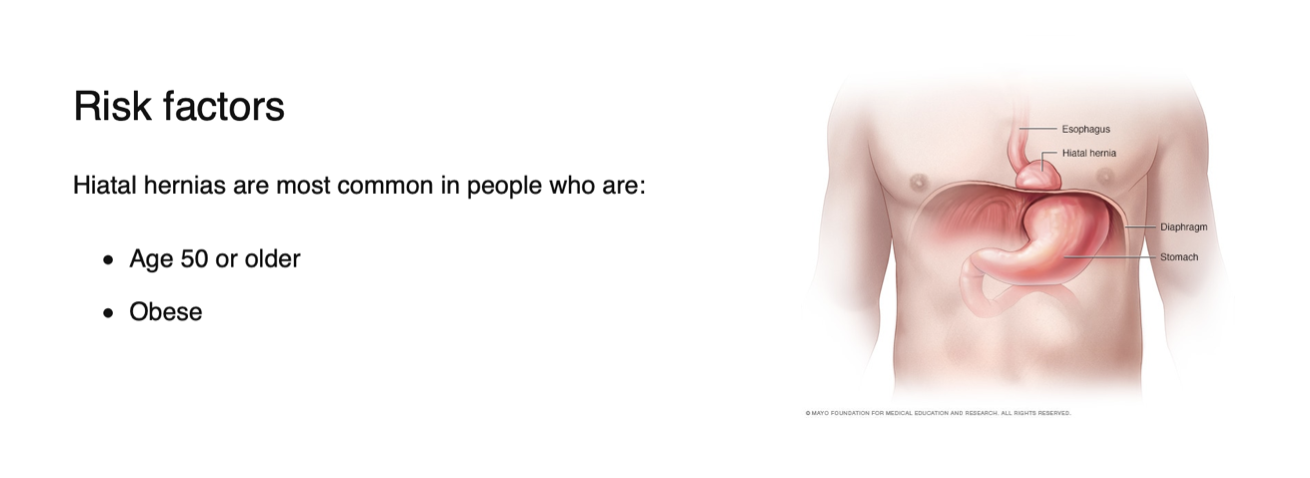 Risk factors
Hiatal hernias are most common in people who are:
• Age 50 or older
• Obese
Esophagus
Hiatal hernia
Diaphragm
Stomach
© MAYO FOUNDATION FOR MEDICAL EDUCATION AND RESEARCH. ALL RIGHTS RESERVED.